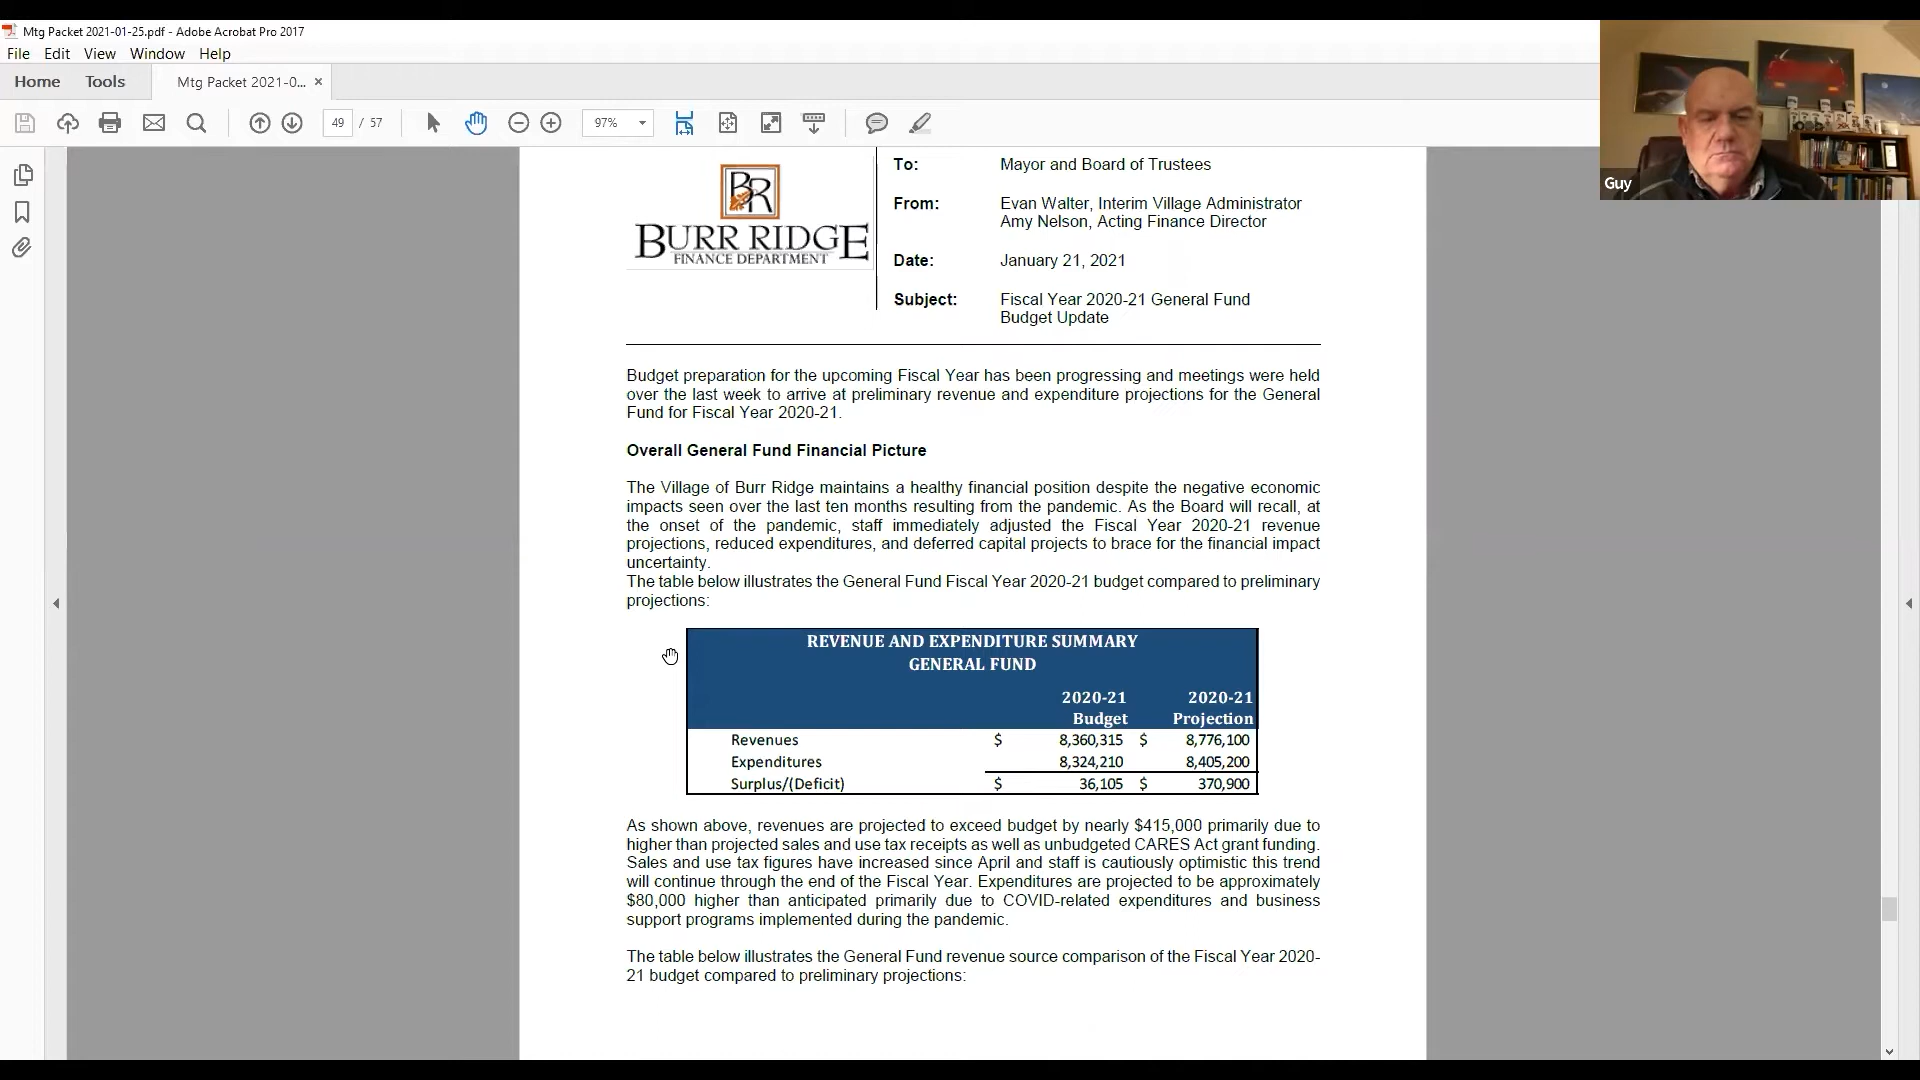 Mtg Packet 2021-01-25.pdf - Adobe Acrobat Pro 2017
File Edit View Window Help
Home Tools Mtg Packet 2021-0... ×
49 / 57 97%
Guy
BR
BURR RIDGE
FINANCE DEPARTMENT
To: Mayor and Board of Trustees
From: Evan Walter, Interim Village Administrator
Amy Nelson, Acting Finance Director
Date: January 21, 2021
Subject: Fiscal Year 2020-21 General Fund
Budget Update
Budget preparation for the upcoming Fiscal Year has been progressing and meetings were held
over the last week to arrive at preliminary revenue and expenditure projections for the General
Fund for Fiscal Year 2020-21.
Overall General Fund Financial Picture
The Village of Burr Ridge maintains a healthy financial position despite the negative economic
impacts seen over the last ten months resulting from the pandemic. As the Board will recall, at
the onset of the pandemic, staff immediately adjusted the Fiscal Year 2020-21 revenue
projections, reduced expenditures, and deferred capital projects to brace for the financial impact
uncertainty.
The table below illustrates the General Fund Fiscal Year 2020-21 budget compared to preliminary
projections:
REVENUE AND EXPENDITURE SUMMARY
GENERAL FUND
2020-21 2020-21
Budget Projection
Revenues $ 8,360,315 $ 8,776,100
Expenditures 8,324,210 8,405,200
Surplus/(Deficit) $ 36,105 $ 370,900
As shown above, revenues are projected to exceed budget by nearly $415,000 primarily due to
higher than projected sales and use tax receipts as well as unbudgeted CARES Act grant funding.
Sales and use tax figures have increased since April and staff is cautiously optimistic this trend
will continue through the end of the Fiscal Year. Expenditures are projected to be approximately
$80,000 higher than anticipated primarily due to COVID-related expenditures and business
support programs implemented during the pandemic.
The table below illustrates the General Fund revenue source comparison of the Fiscal Year 2020-
21 budget compared to preliminary projections: